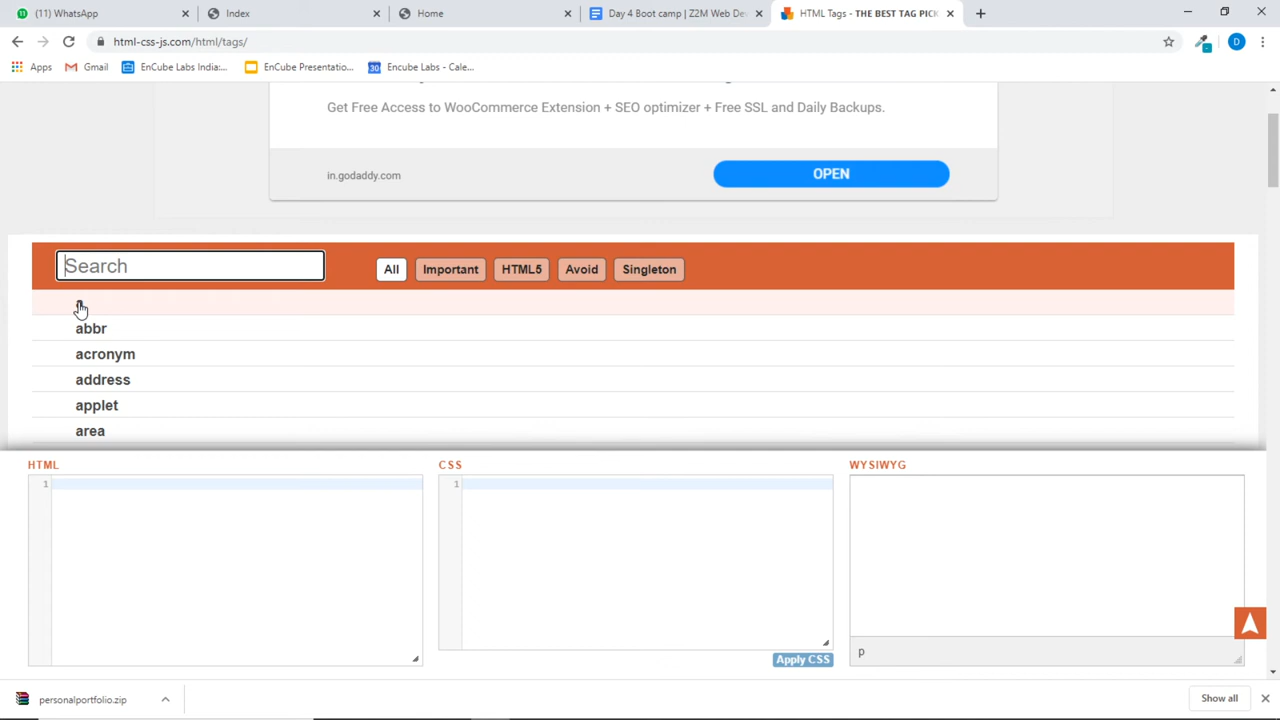 (11) WhatsApp
Index
Home
Day 4 Boot camp | Z2M Web De
HTML Tags - THE BEST TAG PICK
html-css-js.com/html/tags/
Apps
Gmail
EnCube Labs India:...
EnCube Presentatio...
Encube Labs - Cale...
Get Free Access to WooCommerce Extension + SEO optimizer + Free SSL and Daily Backups.
in.godaddy.com
OPEN
Search
All
Important
HTML5
Avoid
Singleton
abbr
acronym
address
applet
area
HTML
CSS
WYSIWYG
1
1
Apply CSS
p
personalportfolio.zip
Show all